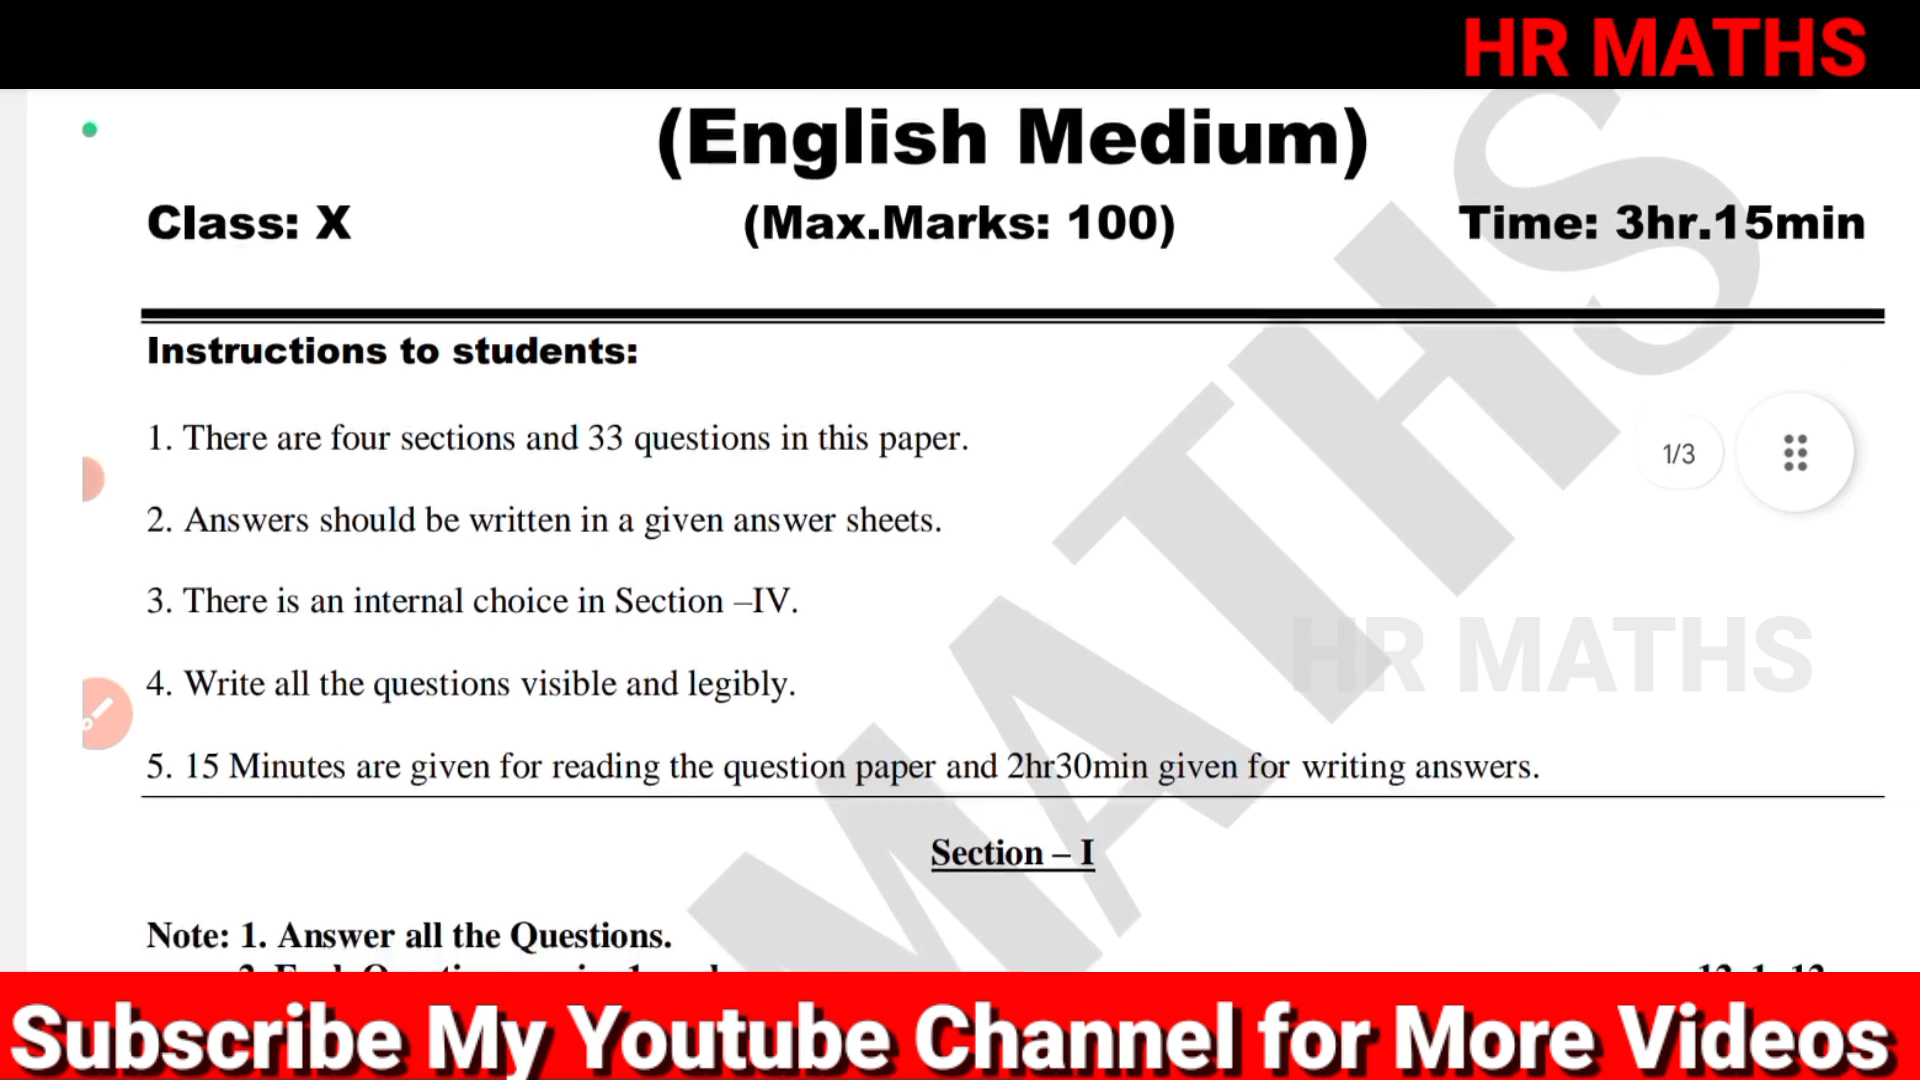 HR MATHS
(English Medium)
Class: X (Max.Marks: 100) Time: 3hr.15min
Instructions to students:
1. There are four sections and 33 questions in this paper.
1/3
2. Answers should be written in a given answer sheets.
3. There is an internal choice in Section –IV.
HR MATHS
4. Write all the questions visible and legibly.
5. 15 Minutes are given for reading the question paper and 2hr30min given for writing answers.
Section – I
Note: 1. Answer all the Questions.
MATHS
Subscribe My Youtube Channel for More Videos